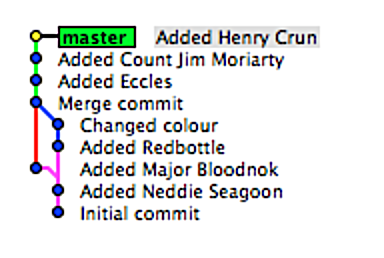 master Added Henry Crun
Added Count Jim Moriarty
Added Eccles
Merge commit
Changed colour
Added Redbottle
Added Major Bloodnok
Added Neddie Seagoon
Initial commit